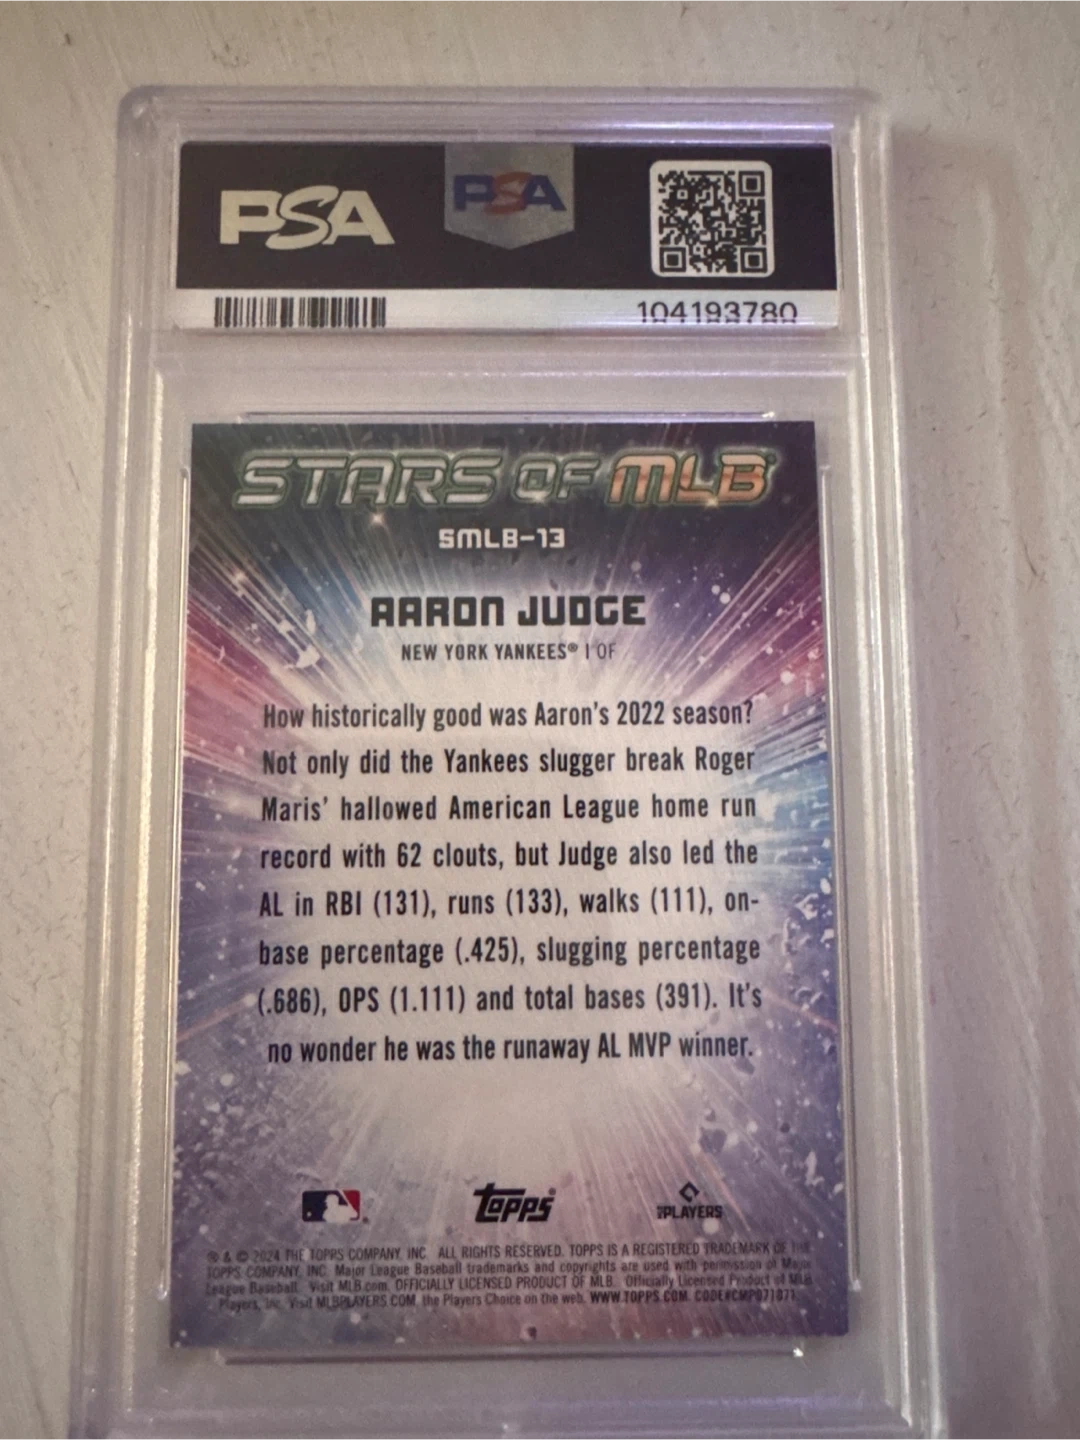 PSA
PSA
104193780
STARS OF MLB®
SMLB-13
AARON JUDGE
NEW YORK YANKEES® | OF
How historically good was Aaron's 2022 season?
Not only did the Yankees slugger break Roger
Maris' hallowed American League home run
record with 62 clouts, but Judge also led the
AL in RBI (131), runs (133), walks (111), on-
base percentage (.425), slugging percentage
(.686), OPS (1.111) and total bases (391). It's
no wonder he was the runaway AL MVP winner.
topps®
MLB PLAYERS
® & © 2024 THE TOPPS COMPANY, INC. ALL RIGHTS RESERVED. TOPPS IS A REGISTERED TRADEMARK OF THE
TOPPS COMPANY, INC. Major League Baseball trademarks and copyrights are used with permission of Major
League Baseball. Visit MLB.com. OFFICIALLY LICENSED PRODUCT OF MLB. Officially Licensed Product of MLB
Players, Inc. Visit MLBPLAYERS.COM, the Players Choice on the web. WWW.TOPPS.COM. CODE#CMP071871